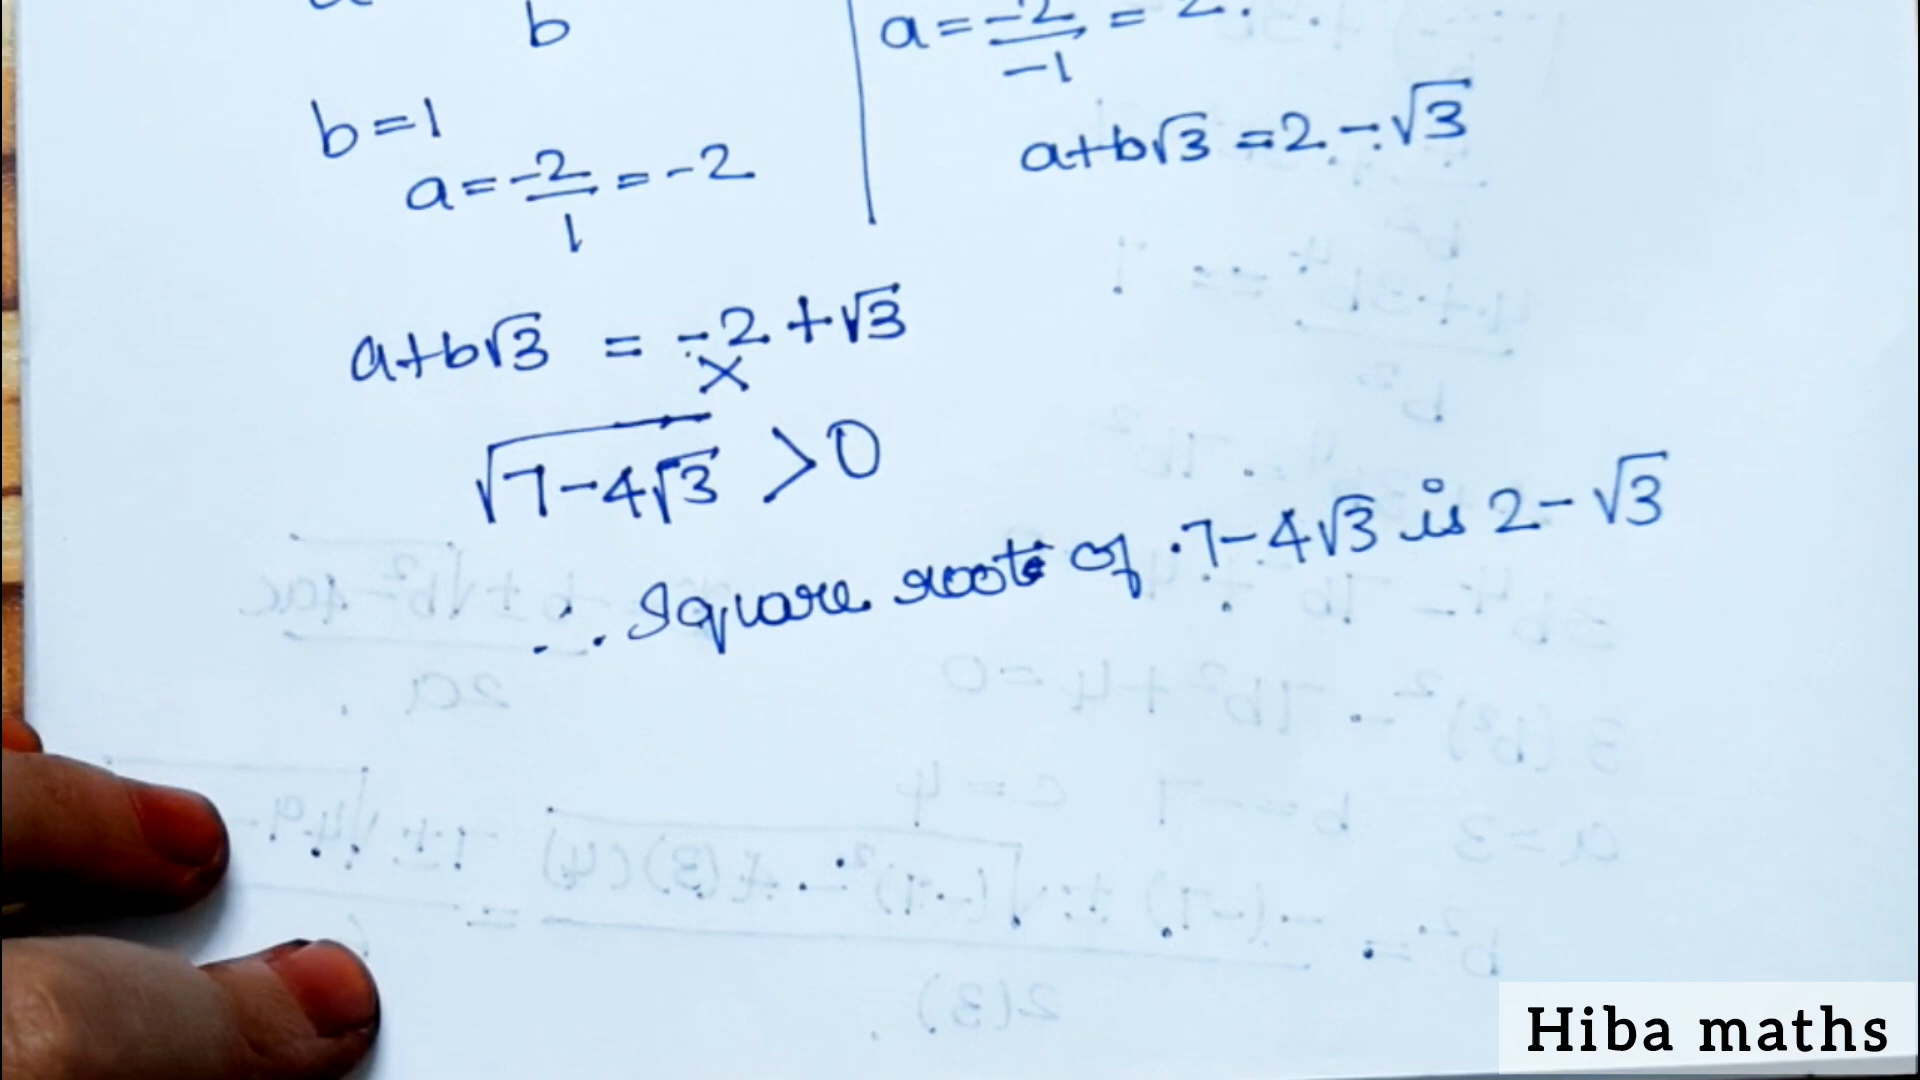 b
b=1
a=-2/1=-2
a+b√3 = -2+√3
×
√(7-4√3) >0
a=-2/-1=2.
a+b√3 =2-√3
∴ Square root of 7-4√3 is 2-√3
Hiba maths